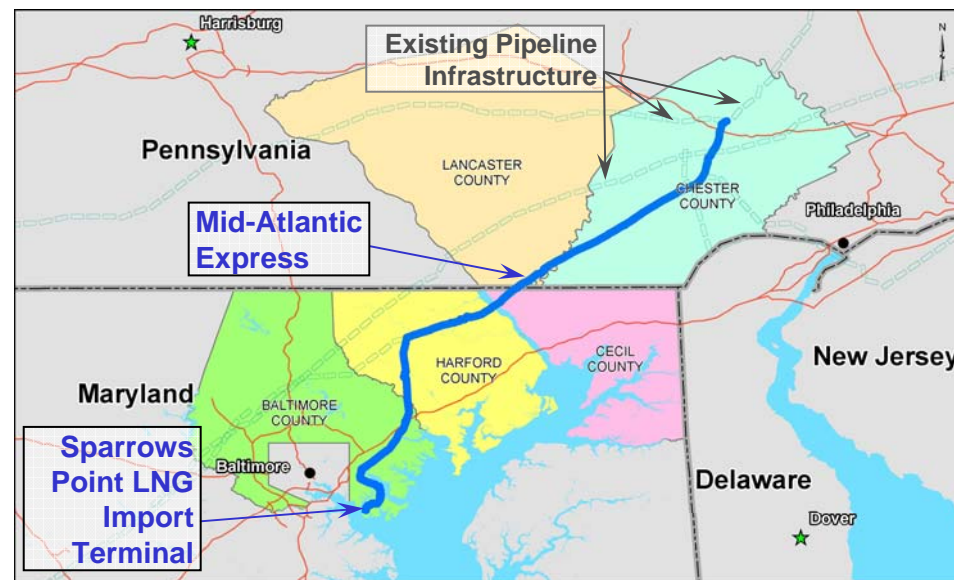 Harrisburg
N
Existing Pipeline
Infrastructure
Pennsylvania
LANCASTER
COUNTY
CHESTER
COUNTY
Philadelphia
Mid-Atlantic
Express
New Jersey
CECIL
COUNTY
HARFORD
COUNTY
Maryland
BALTIMORE
COUNTY
Sparrows
Point LNG
Import
Terminal
Baltimore
Delaware
Dover